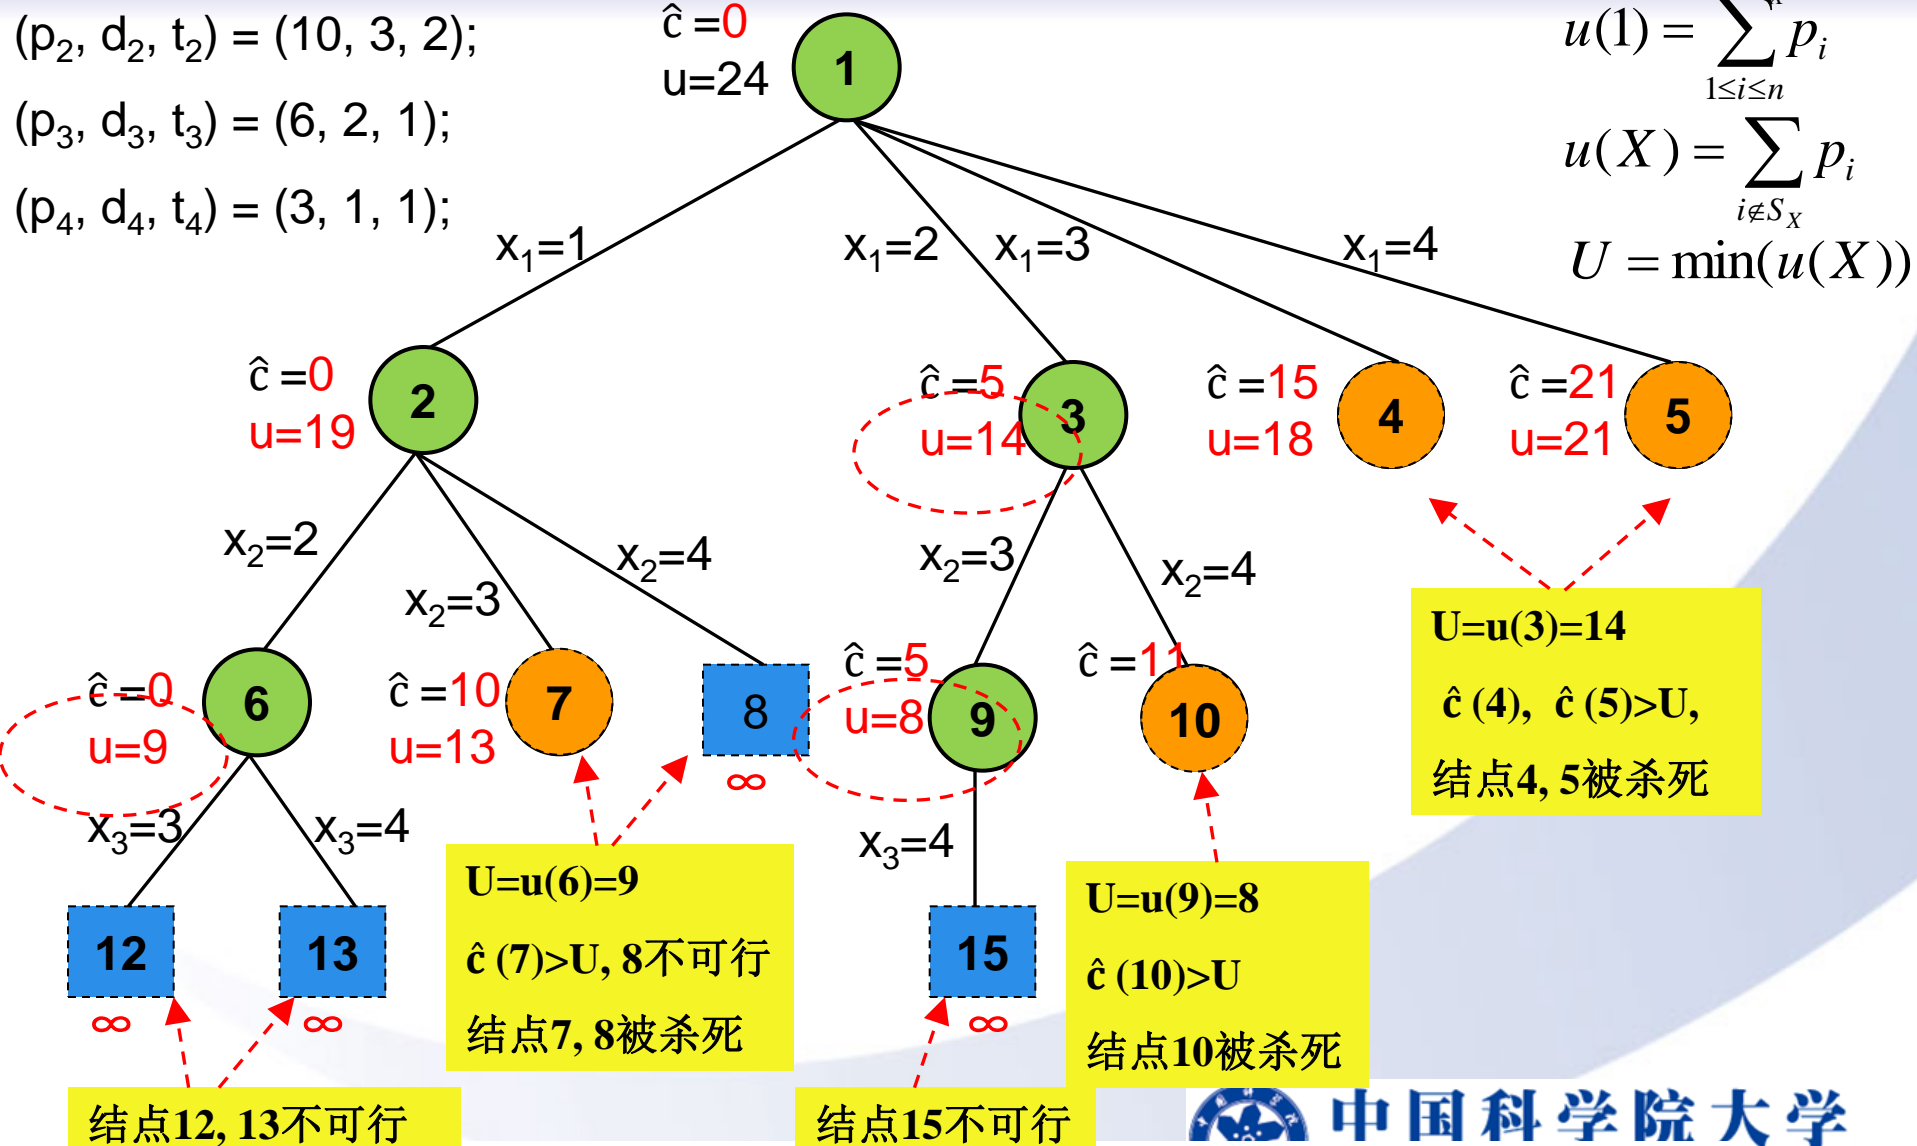 (p₂, d₂, t₂) = (10, 3, 2);
(p₃, d₃, t₃) = (6, 2, 1);
(p₄, d₄, t₄) = (3, 1, 1);
ĉ =0
u=24
1
u(1) = ∑ pᵢ
1≤i≤n
u(X) = ∑ pᵢ
i∉S_X
U = min(u(X))
x₁=1
x₁=2
x₁=3
x₁=4
ĉ =0
u=19
2
ĉ =5
u=14
3
ĉ =15
u=18
4
ĉ =21
u=21
5
x₂=2
x₂=3
x₂=4
x₂=3
x₂=4
U=u(3)=14
ĉ (4), ĉ (5)>U,
结点4, 5被杀死
ĉ =0
u=9
6
ĉ =10
u=13
7
8
∞
ĉ =5
u=8
9
ĉ =11
10
x₃=3
x₃=4
x₃=4
U=u(6)=9
ĉ (7)>U, 8不可行
结点7, 8被杀死
U=u(9)=8
ĉ (10)>U
结点10被杀死
12
∞
13
∞
15
∞
结点12, 13不可行
结点15不可行
中国科学院大学